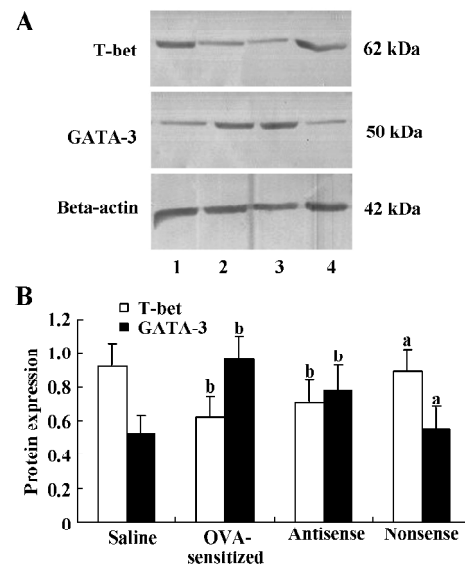 A
T-bet 62 kDa
GATA-3 50 kDa
Beta-actin 42 kDa
1 2 3 4
B
T-bet
GATA-3
Protein expression
1.2
1.0
0.8
0.6
0.4
0.2
0
b
b
b
b
a
a
Saline OVA-sensitized Antisense Nonsense